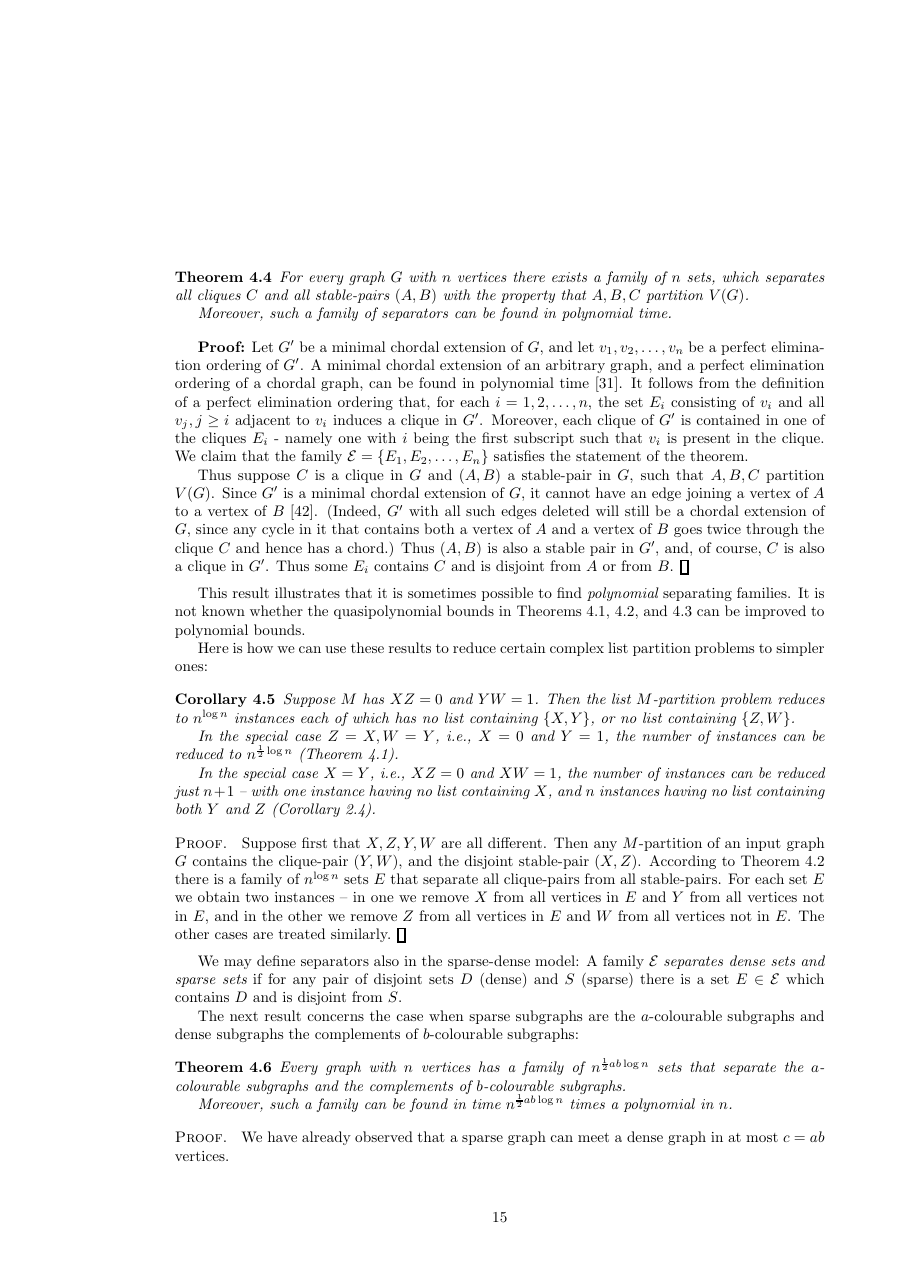 Theorem 4.4 For every graph G with n vertices there exists a family of n sets, which separates
all cliques C and all stable-pairs (A, B) with the property that A, B, C partition V(G).
Moreover, such a family of separators can be found in polynomial time.
Proof: Let G′ be a minimal chordal extension of G, and let v₁, v₂, . . . , vₙ be a perfect elimina-
tion ordering of G′. A minimal chordal extension of an arbitrary graph, and a perfect elimination
ordering of a chordal graph, can be found in polynomial time [31]. It follows from the definition
of a perfect elimination ordering that, for each i = 1, 2, . . . , n, the set Eᵢ consisting of vᵢ and all
vⱼ, j ≥ i adjacent to vᵢ induces a clique in G′. Moreover, each clique of G′ is contained in one of
the cliques Eᵢ - namely one with i being the first subscript such that vᵢ is present in the clique.
We claim that the family ℰ = {E₁, E₂, . . . , Eₙ} satisfies the statement of the theorem.
Thus suppose C is a clique in G and (A, B) a stable-pair in G, such that A, B, C partition
V(G). Since G′ is a minimal chordal extension of G, it cannot have an edge joining a vertex of A
to a vertex of B [42]. (Indeed, G′ with all such edges deleted will still be a chordal extension of
G, since any cycle in it that contains both a vertex of A and a vertex of B goes twice through the
clique C and hence has a chord.) Thus (A, B) is also a stable pair in G′, and, of course, C is also
a clique in G′. Thus some Eᵢ contains C and is disjoint from A or from B. ▯
This result illustrates that it is sometimes possible to find polynomial separating families. It is
not known whether the quasipolynomial bounds in Theorems 4.1, 4.2, and 4.3 can be improved to
polynomial bounds.
Here is how we can use these results to reduce certain complex list partition problems to simpler
ones:
Corollary 4.5 Suppose M has XZ = 0 and YW = 1. Then the list M-partition problem reduces
to n^{log n} instances each of which has no list containing {X, Y}, or no list containing {Z, W}.
In the special case Z = X, W = Y, i.e., X = 0 and Y = 1, the number of instances can be
reduced to n^{½ log n} (Theorem 4.1).
In the special case X = Y, i.e., XZ = 0 and XW = 1, the number of instances can be reduced
just n+1 – with one instance having no list containing X, and n instances having no list containing
both Y and Z (Corollary 2.4).
PROOF. Suppose first that X, Z, Y, W are all different. Then any M-partition of an input graph
G contains the clique-pair (Y, W), and the disjoint stable-pair (X, Z). According to Theorem 4.2
there is a family of n^{log n} sets E that separate all clique-pairs from all stable-pairs. For each set E
we obtain two instances – in one we remove X from all vertices in E and Y from all vertices not
in E, and in the other we remove Z from all vertices in E and W from all vertices not in E. The
other cases are treated similarly. ▯
We may define separators also in the sparse-dense model: A family ℰ separates dense sets and
sparse sets if for any pair of disjoint sets D (dense) and S (sparse) there is a set E ∈ ℰ which
contains D and is disjoint from S.
The next result concerns the case when sparse subgraphs are the a-colourable subgraphs and
dense subgraphs the complements of b-colourable subgraphs:
Theorem 4.6 Every graph with n vertices has a family of n^{½ab log n} sets that separate the a-
colourable subgraphs and the complements of b-colourable subgraphs.
Moreover, such a family can be found in time n^{½ab log n} times a polynomial in n.
PROOF. We have already observed that a sparse graph can meet a dense graph in at most c = ab
vertices.
15